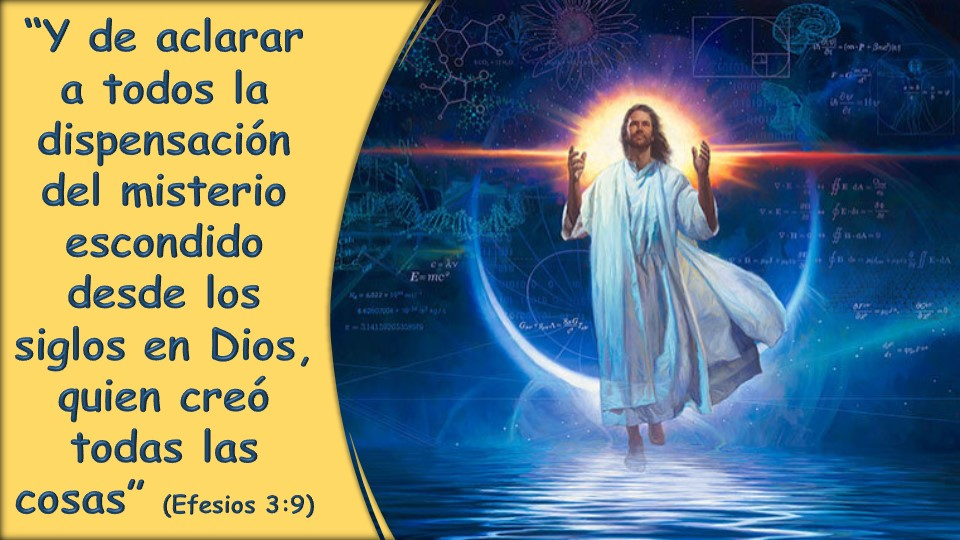 “Y de aclarar
a todos la
dispensación
del misterio
escondido
desde los
siglos en Dios,
quien creó
todas las
cosas” (Efesios 3:9)
E=mc²